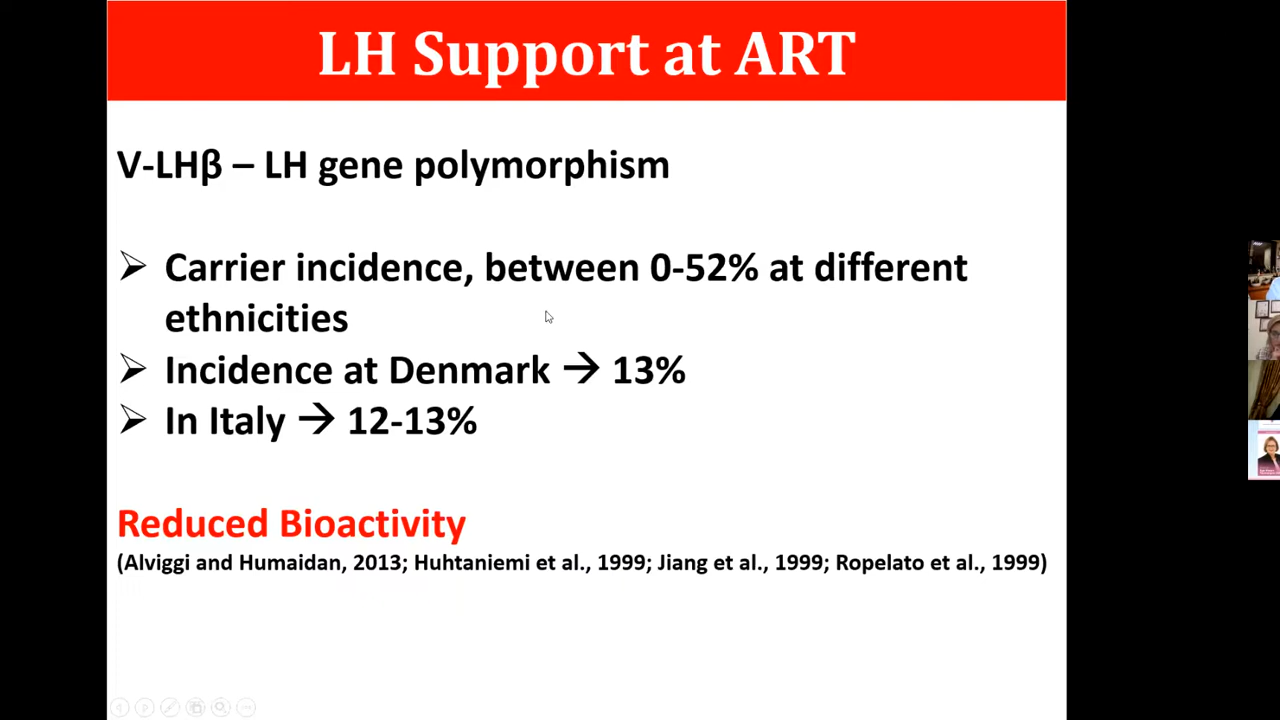 LH Support at ART
V-LHβ – LH gene polymorphism
➢ Carrier incidence, between 0-52% at different
ethnicities
➢ Incidence at Denmark → 13%
➢ In Italy → 12-13%
Reduced Bioactivity
(Alviggi and Humaidan, 2013; Huhtaniemi et al., 1999; Jiang et al., 1999; Ropelato et al., 1999)